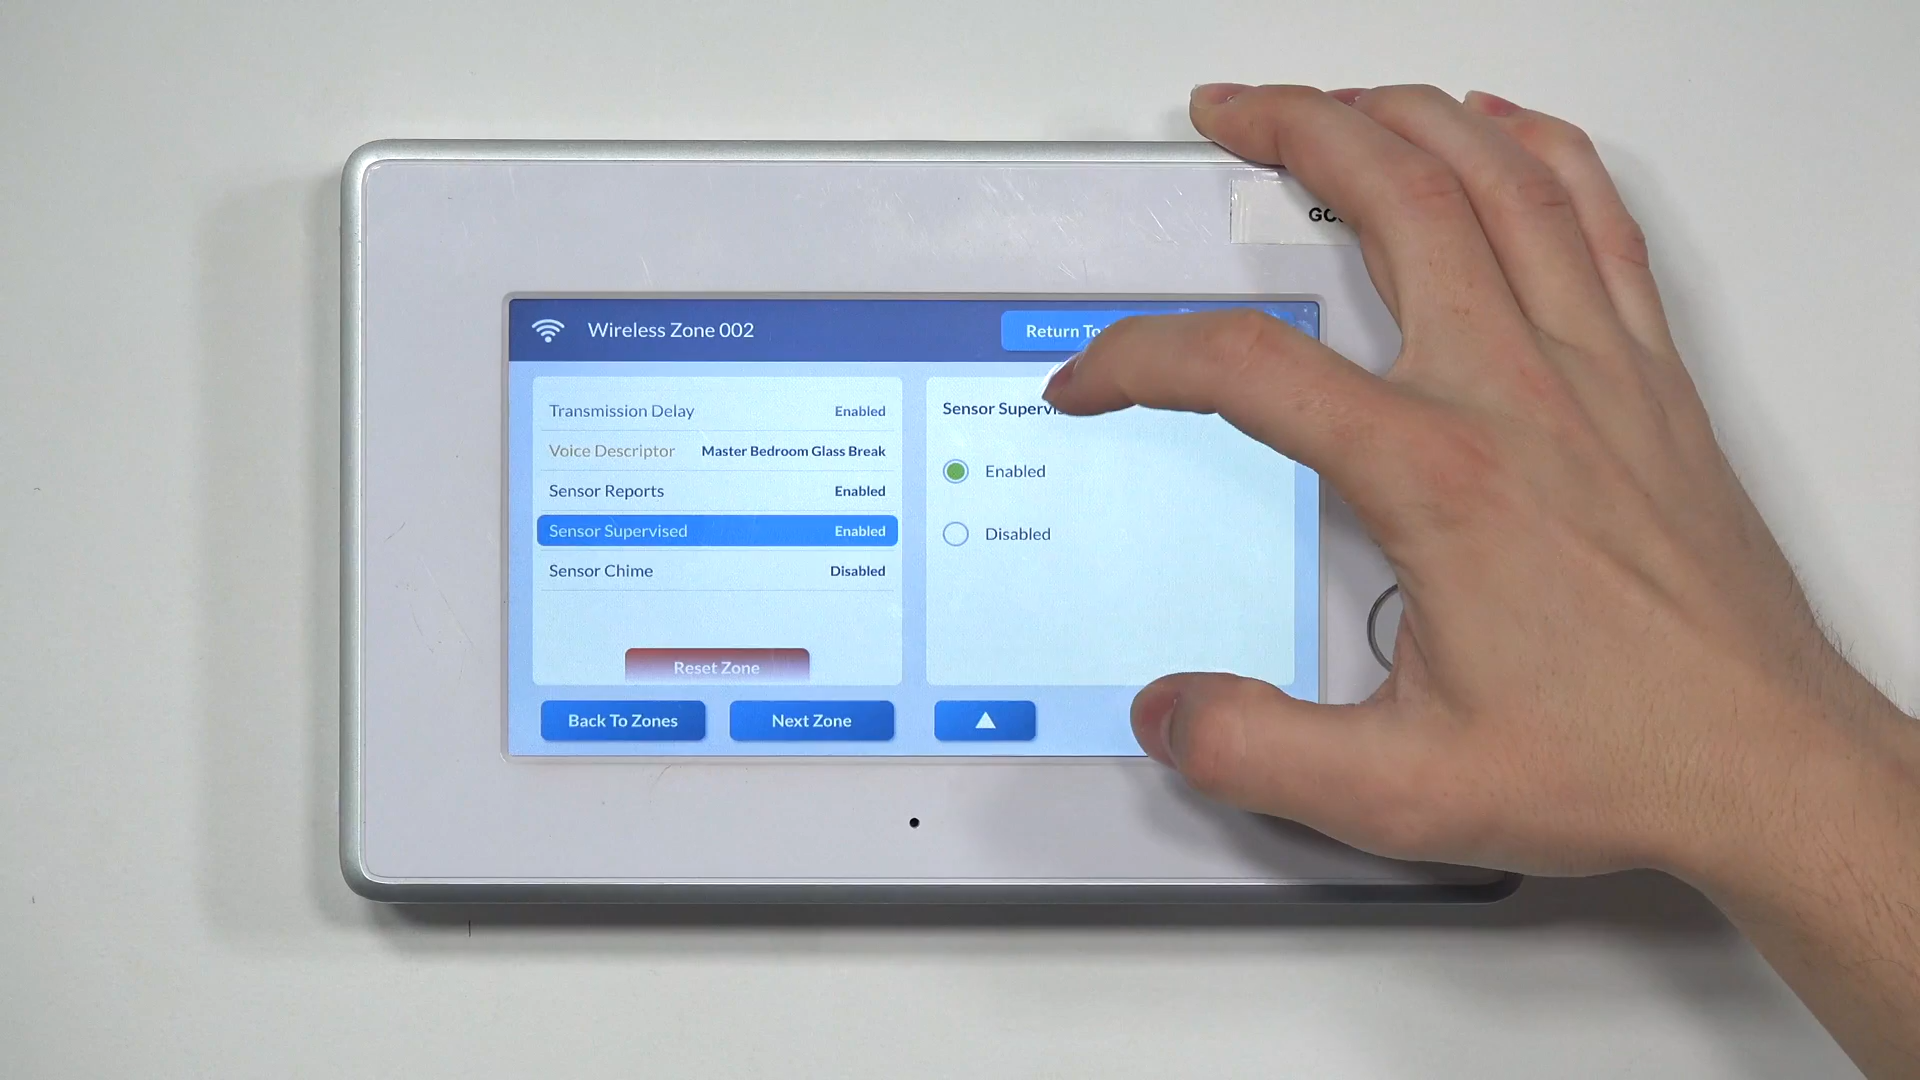 GC
Wireless Zone 002
Return To
Transmission Delay Enabled
Voice Descriptor Master Bedroom Glass Break
Sensor Reports Enabled
Sensor Supervised Enabled
Sensor Chime Disabled
Reset Zone
Back To Zones
Next Zone
Sensor Supervis
Enabled
Disabled